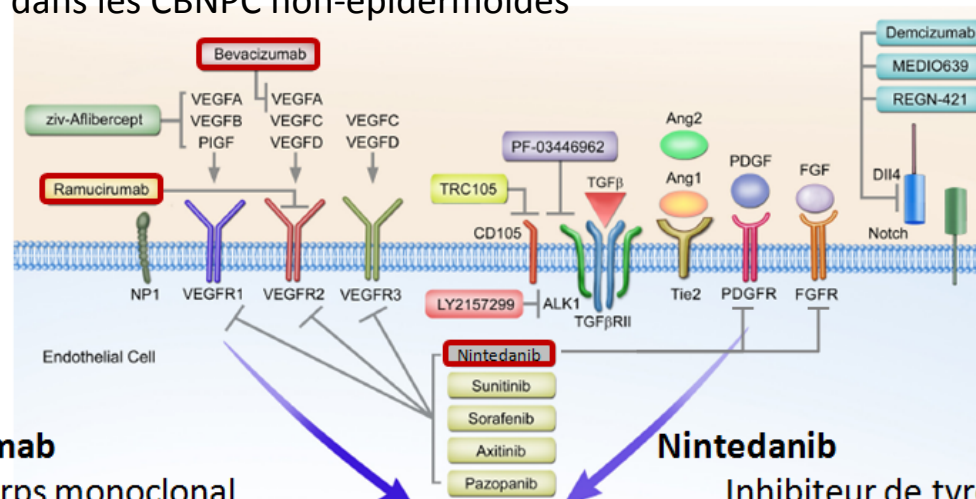 dans les CBNPC non-épidermoïdes
Demcizumab
MEDIO639
REGN-421
Bevacizumab
ziv-Aflibercept
VEGFA
VEGFB
PlGF
VEGFA
VEGFC
VEGFD
VEGFC
VEGFD
Ramucirumab
PF-03446962
TRC105
TGFβ
Ang2
Ang1
PDGF
FGF
Dll4
Notch
CD105
NP1
VEGFR1
VEGFR2
VEGFR3
LY2157299
ALK1
TGFβRII
Tie2
PDGFR
FGFR
Endothelial Cell
Nintedanib
Sunitinib
Sorafenib
Axitinib
Pazopanib
mab
rps monoclonal
Nintedanib
Inhibiteur de tyr